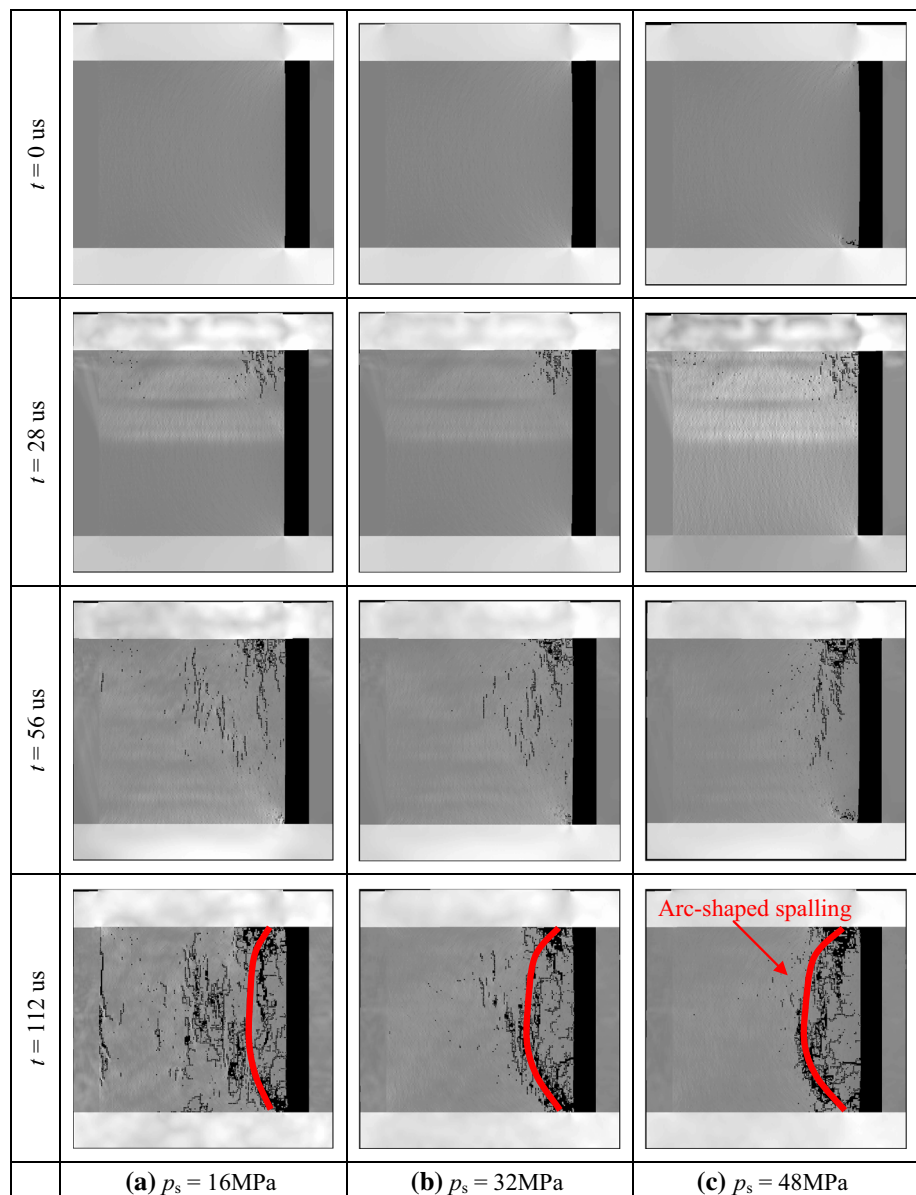 t = 0 us
t = 28 us
t = 56 us
t = 112 us
Arc-shaped spalling
(a) ps = 16MPa
(b) ps = 32MPa
(c) ps = 48MPa